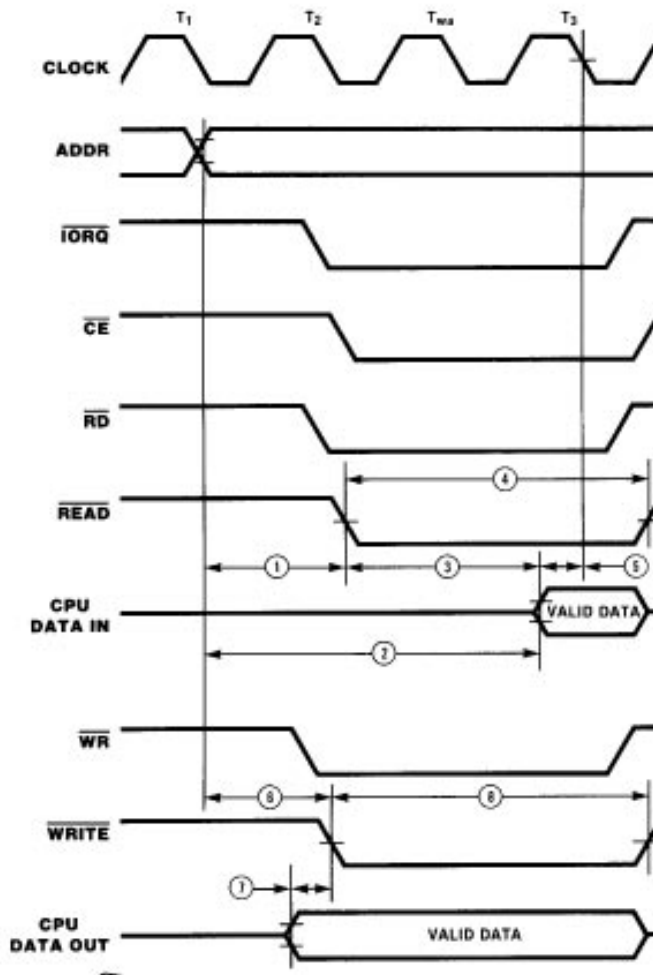 T1 T2 Twa T3
CLOCK
ADDR
IORQ
CE
RD
4
READ
1 3 5
CPU
DATA IN
VALID DATA
2
WR
6 8
WRITE
7
CPU
DATA OUT
VALID DATA